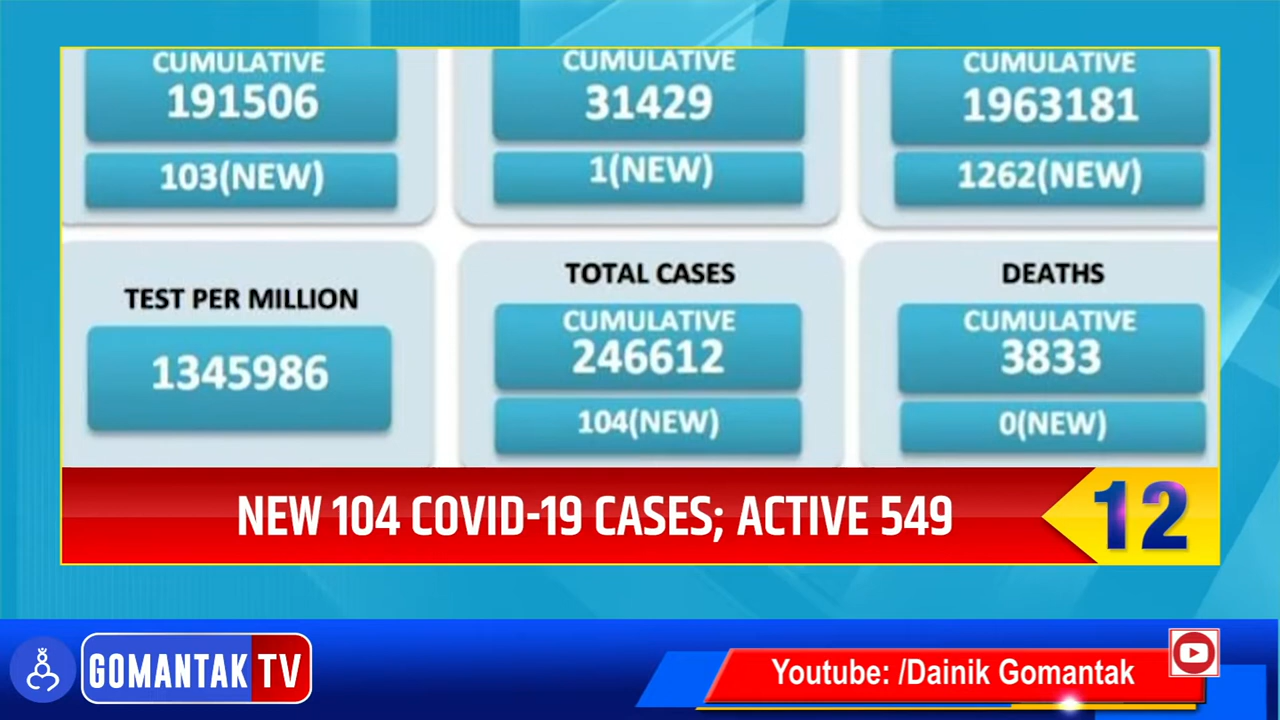 CUMULATIVE
191506
103(NEW)
CUMULATIVE
31429
1(NEW)
CUMULATIVE
1963181
1262(NEW)
TEST PER MILLION
1345986
TOTAL CASES
CUMULATIVE
246612
104(NEW)
DEATHS
CUMULATIVE
3833
0(NEW)
NEW 104 COVID-19 CASES; ACTIVE 549
12
GOMANTAK TV
Youtube: /Dainik Gomantak